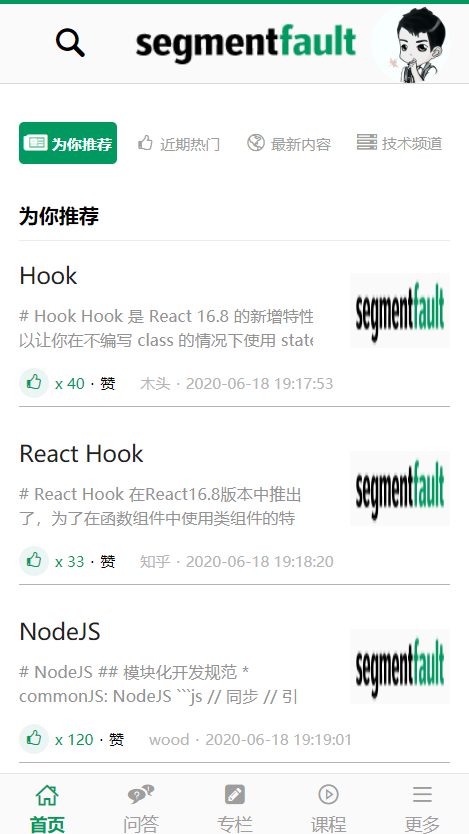 segmentfault
为你推荐
近期热门
最新内容
技术频道
为你推荐
Hook
segmentfault
# Hook Hook 是 React 16.8 的新增特性
以让你在不编写 class 的情况下使用 state
x 40 · 赞
木头 · 2020-06-18 19:17:53
React Hook
segmentfault
# React Hook 在React16.8版本中推出
了，为了在函数组件中使用类组件的特
x 33 · 赞
知乎 · 2020-06-18 19:18:20
NodeJS
segmentfault
# NodeJS ## 模块化开发规范 *
commonJS: NodeJS ```js // 同步 // 引
x 120 · 赞
wood · 2020-06-18 19:19:01
首页
问答
专栏
课程
更多